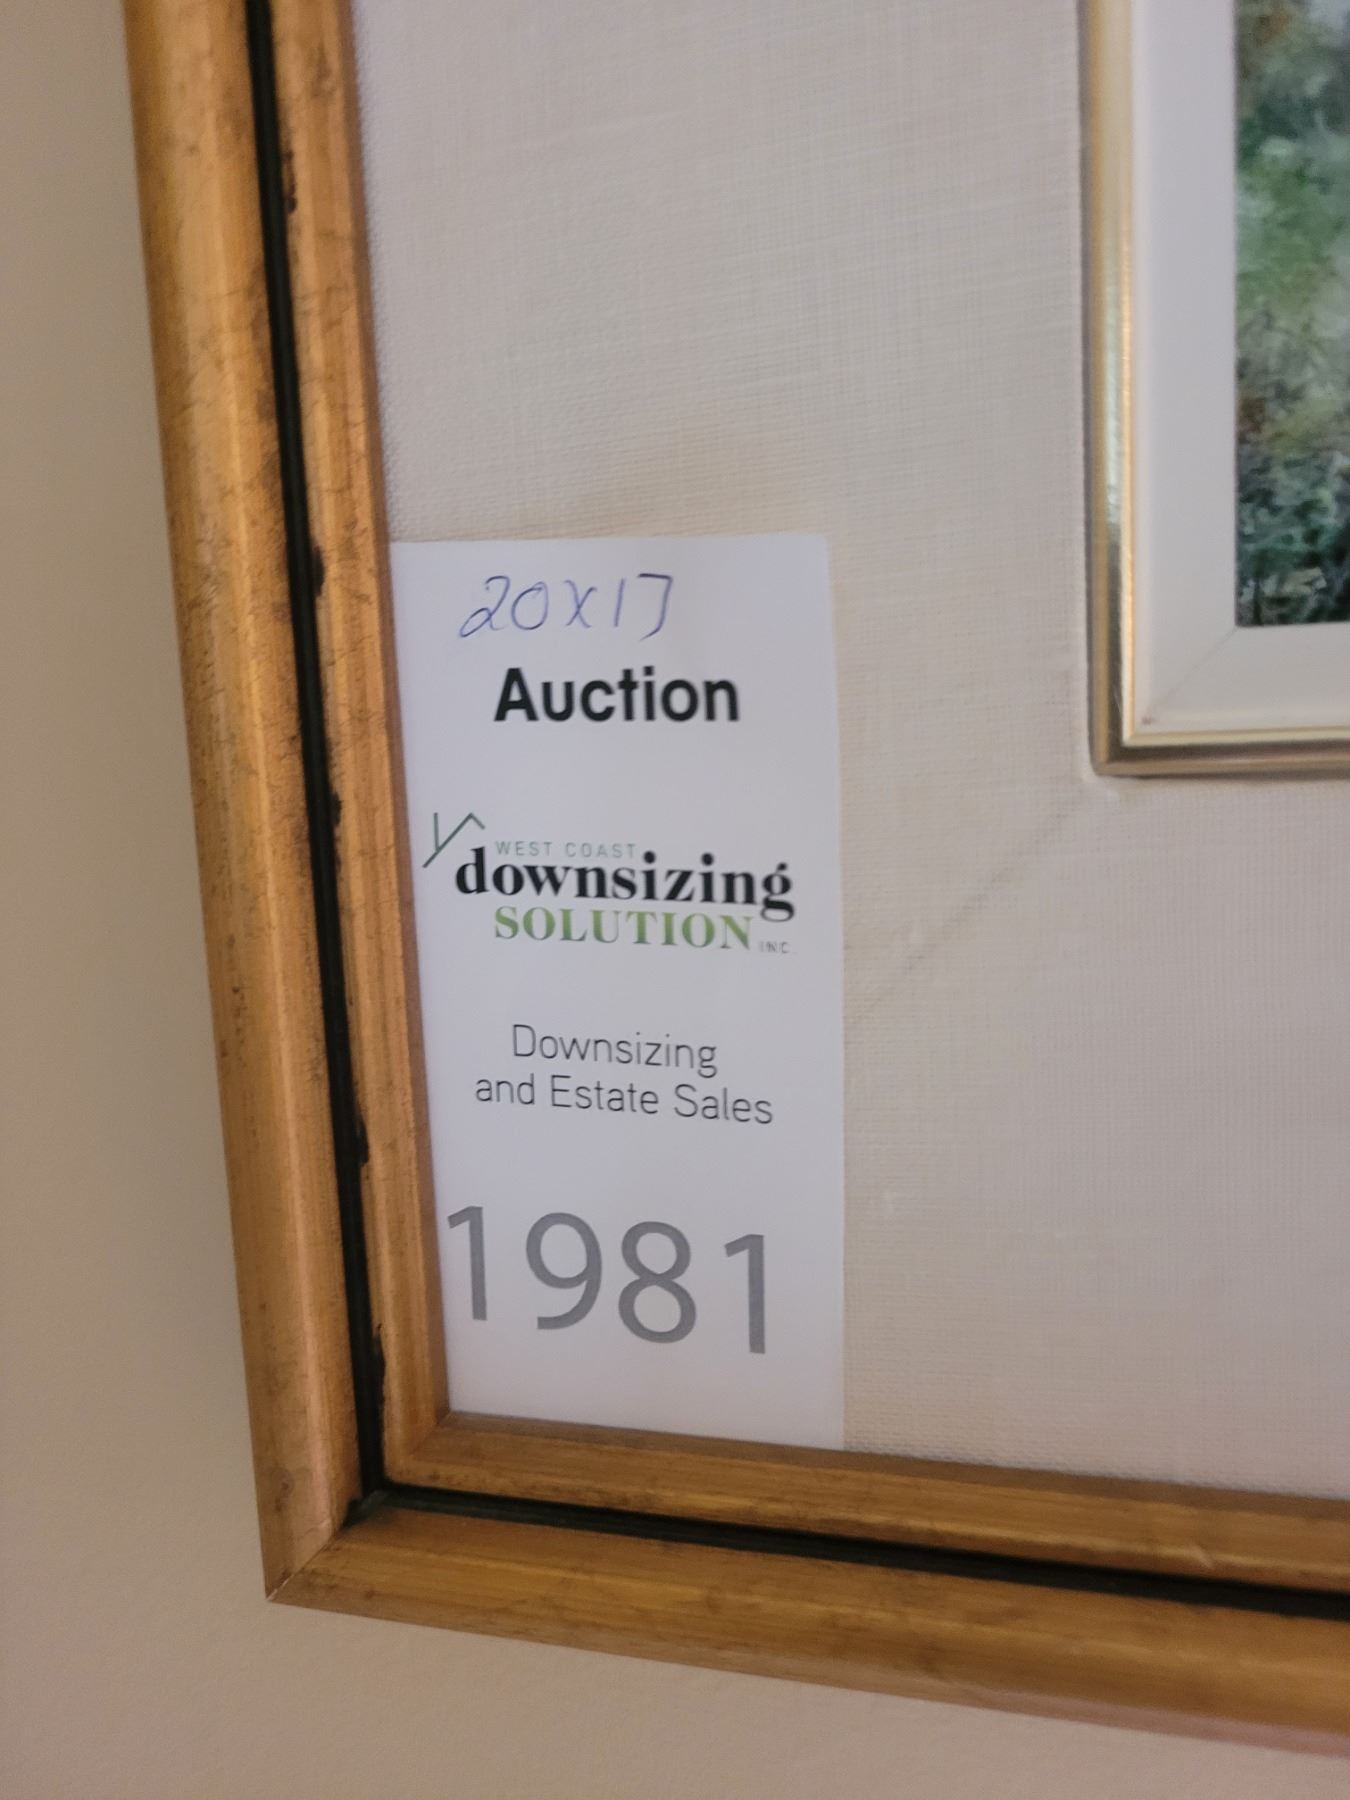 20X17
Auction
WEST COAST
downsizing
SOLUTION INC.
Downsizing
and Estate Sales
1981